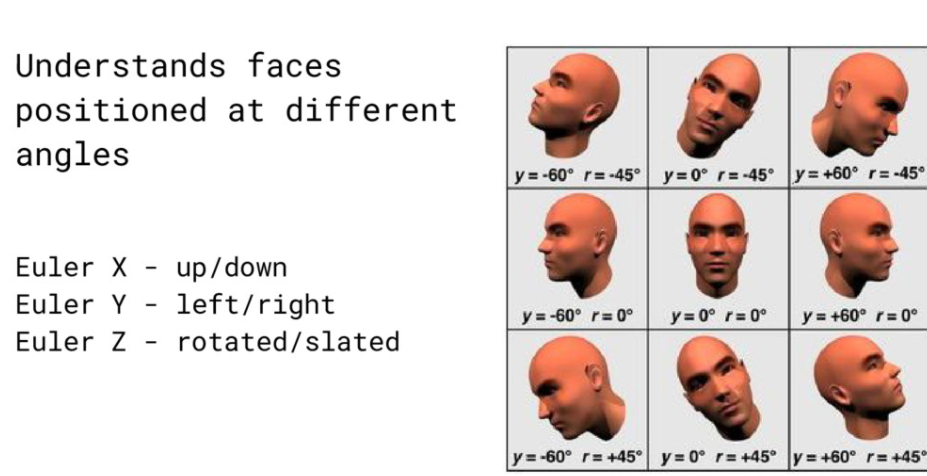 Understands faces
positioned at different
angles
Euler X - up/down
Euler Y - left/right
Euler Z - rotated/slated
y = -60° r = -45°
y = 0° r = -45°
y = +60° r = -45°
y = -60° r = 0°
y = 0° r = 0°
y = +60° r = 0°
y = -60° r = +45°
y = 0° r = +45°
y = +60° r = +45°